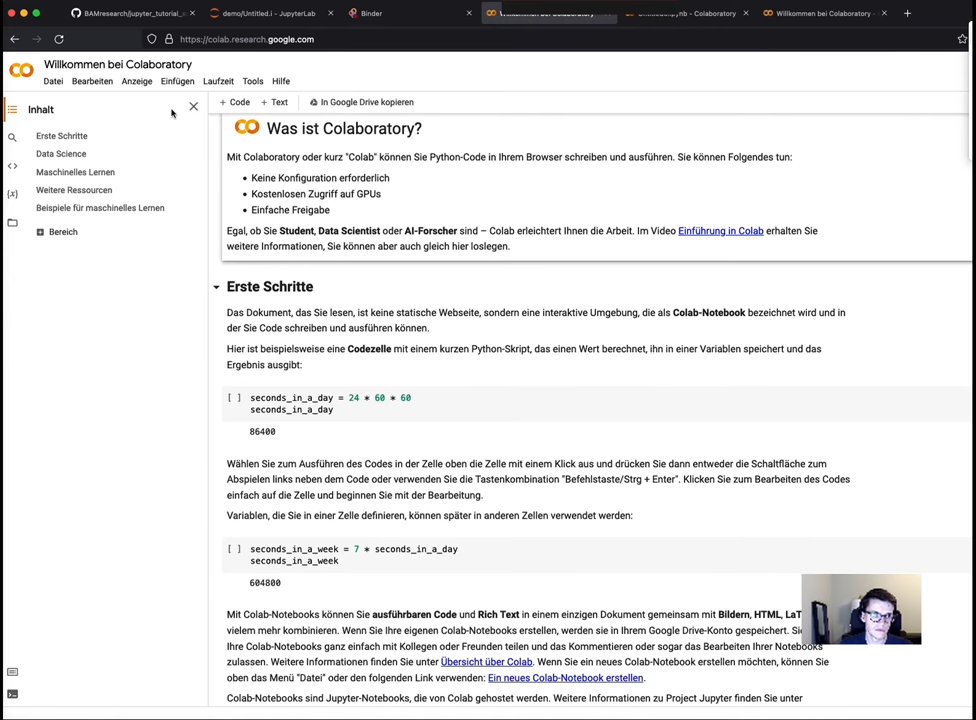 BAMresearch/jupyter_tutorial_
demo/Untitled.i - JupyterLab
Binder
Willkommen bei Colaboratory
.ipynb - Colaboratory
Willkommen bei Colaboratory -
https://colab.research.google.com
Willkommen bei Colaboratory
Datei Bearbeiten Anzeige Einfügen Laufzeit Tools Hilfe
Inhalt
+ Code + Text In Google Drive kopieren
Erste Schritte
Data Science
Maschinelles Lernen
Weitere Ressourcen
Beispiele für maschinelles Lernen
Bereich
Was ist Colaboratory?
Mit Colaboratory oder kurz "Colab" können Sie Python-Code in Ihrem Browser schreiben und ausführen. Sie können Folgendes tun:
• Keine Konfiguration erforderlich
• Kostenlosen Zugriff auf GPUs
• Einfache Freigabe
Egal, ob Sie Student, Data Scientist oder AI-Forscher sind – Colab erleichtert Ihnen die Arbeit. Im Video Einführung in Colab erhalten Sie
weitere Informationen, Sie können aber auch gleich hier loslegen.
Erste Schritte
Das Dokument, das Sie lesen, ist keine statische Webseite, sondern eine interaktive Umgebung, die als Colab-Notebook bezeichnet wird und in
der Sie Code schreiben und ausführen können.
Hier ist beispielsweise eine Codezelle mit einem kurzen Python-Skript, das einen Wert berechnet, ihn in einer Variablen speichert und das
Ergebnis ausgibt:
[ ] seconds_in_a_day = 24 * 60 * 60
seconds_in_a_day
86400
Wählen Sie zum Ausführen des Codes in der Zelle oben die Zelle mit einem Klick aus und drücken Sie dann entweder die Schaltfläche zum
Abspielen links neben dem Code oder verwenden Sie die Tastenkombination "Befehlstaste/Strg + Enter". Klicken Sie zum Bearbeiten des Codes
einfach auf die Zelle und beginnen Sie mit der Bearbeitung.
Variablen, die Sie in einer Zelle definieren, können später in anderen Zellen verwendet werden:
[ ] seconds_in_a_week = 7 * seconds_in_a_day
seconds_in_a_week
604800
Mit Colab-Notebooks können Sie ausführbaren Code und Rich Text in einem einzigen Dokument gemeinsam mit Bildern, HTML, LaT
vielem mehr kombinieren. Wenn Sie Ihre eigenen Colab-Notebooks erstellen, werden sie in Ihrem Google Drive-Konto gespeichert.
Ihre Colab-Notebooks ganz einfach mit Kollegen oder Freunden teilen und das Kommentieren oder sogar das Bearbeiten Ihrer Notebooks
zulassen. Weitere Informationen finden Sie unter Übersicht über Colab. Wenn Sie ein neues Colab-Notebook erstellen möchten, können Sie
oben das Menü "Datei" oder den folgenden Link verwenden: Ein neues Colab-Notebook erstellen.
Colab-Notebooks sind Jupyter-Notebooks, die von Colab gehostet werden. Weitere Informationen zu Project Jupyter finden Sie unter